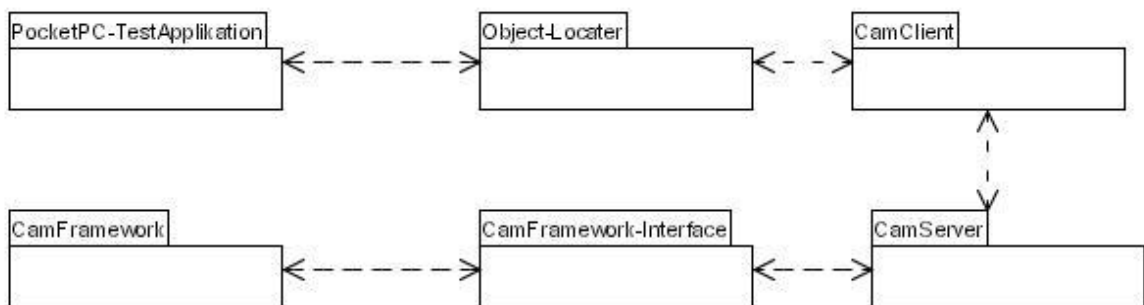 PocketPC-TestApplikation
Object-Locater
CamClient
CamFramework
CamFramework-Interface
CamServer